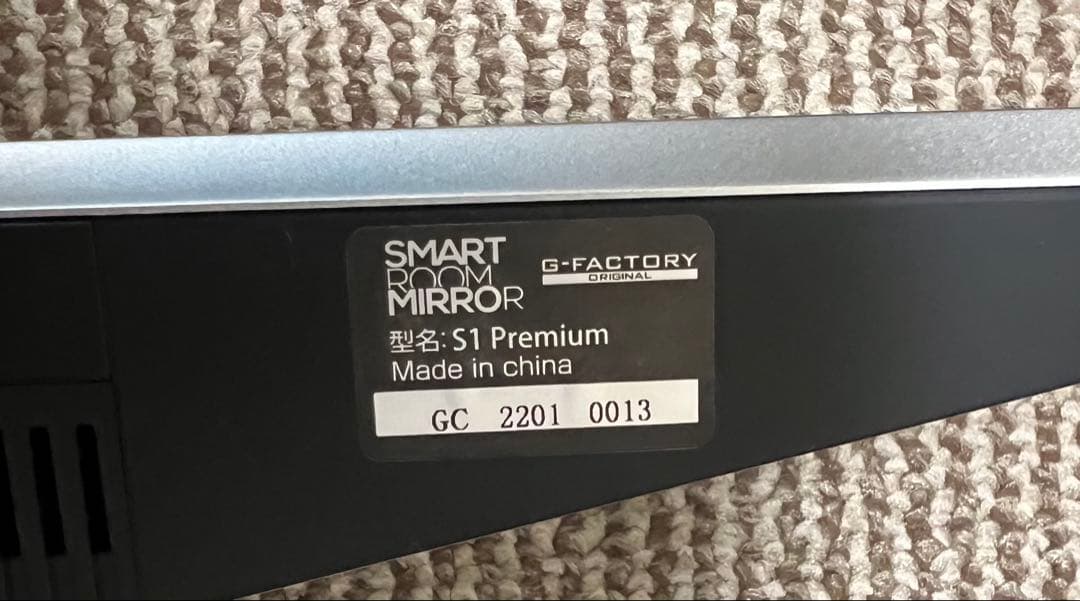 SMART
ROOM
MIRROR
G-FACTORY
ORIGINAL
型名: S1 Premium
Made in china
GC 2201 0013